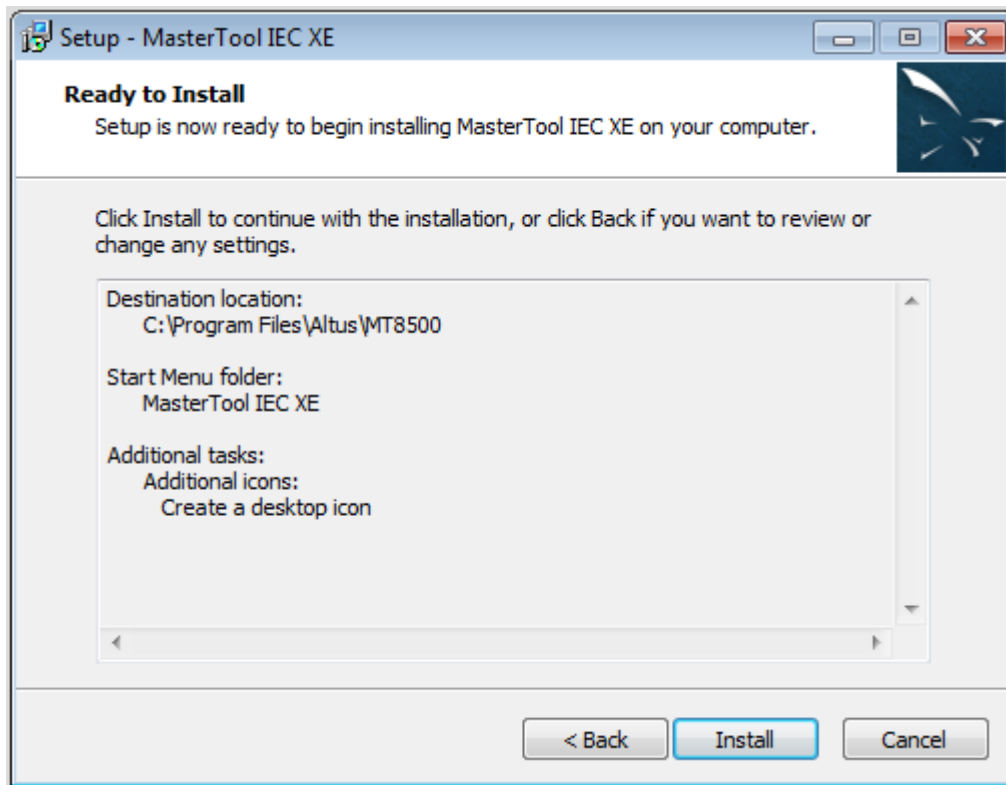 Setup - MasterTool IEC XE
Ready to Install
Setup is now ready to begin installing MasterTool IEC XE on your computer.
Click Install to continue with the installation, or click Back if you want to review or
change any settings.
Destination location:
C:\Program Files\Altus\MT8500
Start Menu folder:
MasterTool IEC XE
Additional tasks:
Additional icons:
Create a desktop icon
< Back
Install
Cancel